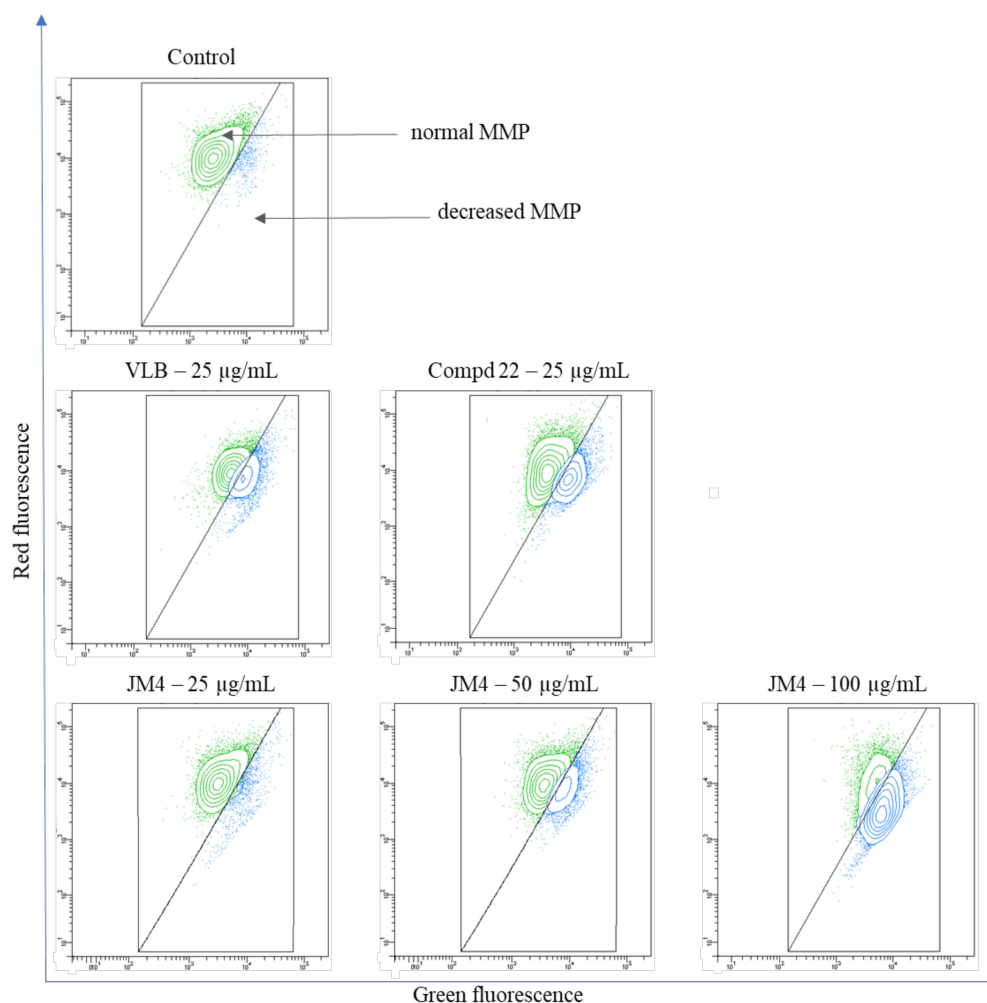 Control
normal MMP
decreased MMP
VLB – 25 µg/mL
Compd 22 – 25 µg/mL
Red fluorescence
JM4 – 25 µg/mL
JM4 – 50 µg/mL
JM4 – 100 µg/mL
Green fluorescence